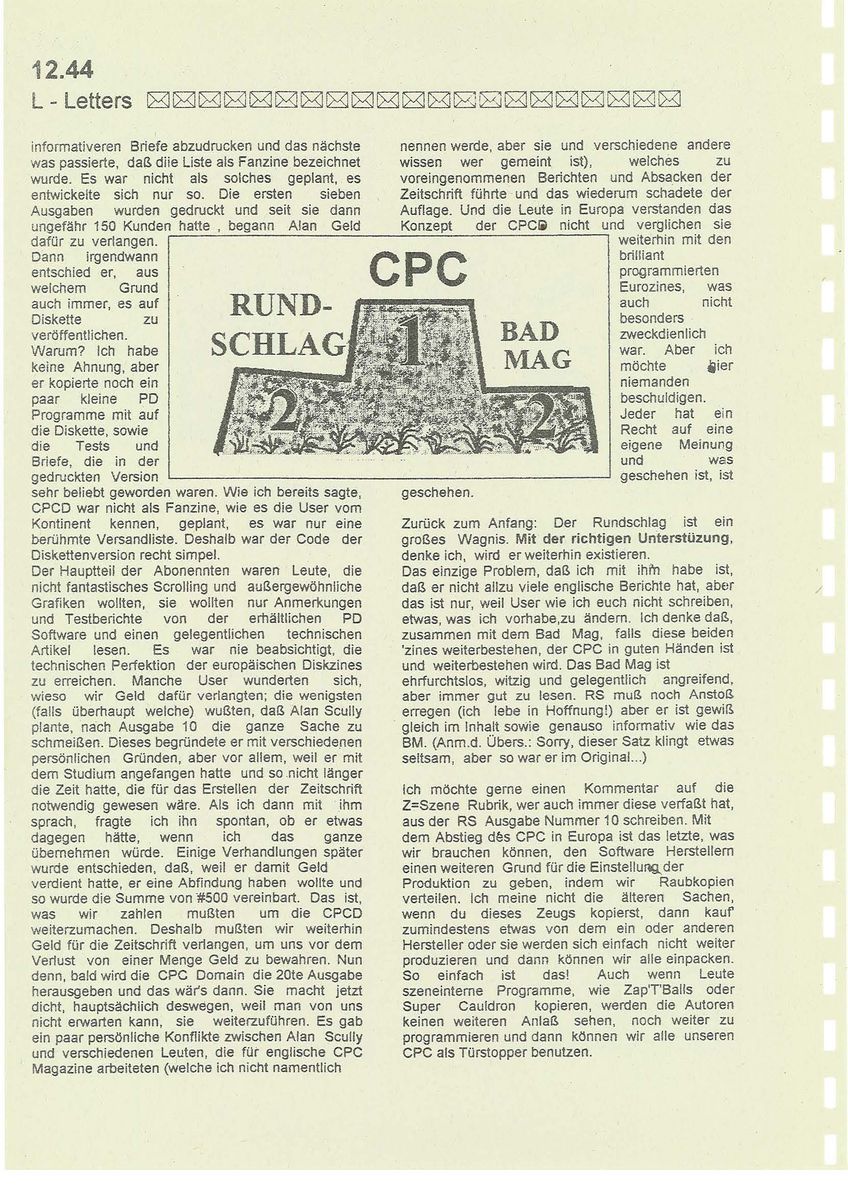 12.44
L - Letters
informativeren Briefe abzudrucken und das nächste
was passierte, daß diie Liste als Fanzine bezeichnet
wurde. Es war nicht als solches geplant, es
entwickelte sich nur so. Die ersten sieben
Ausgaben wurden gedruckt und seit sie dann
ungefähr 150 Kunden hatte , begann Alan Geld
dafür zu verlangen.
Dann irgendwann
entschied er, aus
welchem Grund
auch immer, es auf
Diskette zu
veröffentlichen.
Warum? Ich habe
keine Ahnung, aber
er kopierte noch ein
paar kleine PD
Programme mit auf
die Diskette, sowie
die Tests und
Briefe, die in der
gedruckten Version
sehr beliebt geworden waren. Wie ich bereits sagte,
CPCD war nicht als Fanzine, wie es die User vom
Kontinent kennen, geplant, es war nur eine
berühmte Versandliste. Deshalb war der Code der
Diskettenversion recht simpel.
Der Hauptteil der Abonennten waren Leute, die
nicht fantastisches Scrolling und außergewöhnliche
Grafiken wollten, sie wollten nur Anmerkungen
und Testberichte von der erhältlichen PD
Software und einen gelegentlichen technischen
Artikel lesen. Es war nie beabsichtigt, die
technischen Perfektion der europäischen Diskzines
zu erreichen. Manche User wunderten sich,
wieso wir Geld dafür verlangten; die wenigsten
(falls überhaupt welche) wußten, daß Alan Scully
plante, nach Ausgabe 10 die ganze Sache zu
schmeißen. Dieses begründete er mit verschiedenen
persönlichen Gründen, aber vor allem, weil er mit
dem Studium angefangen hatte und so nicht länger
die Zeit hatte, die für das Erstellen der Zeitschrift
notwendig gewesen wäre. Als ich dann mit ihm
sprach, fragte ich ihn spontan, ob er etwas
dagegen hätte, wenn ich das ganze
übernehmen würde. Einige Verhandlungen später
wurde entschieden, daß, weil er damit Geld
verdient hatte, er eine Abfindung haben wollte und
so wurde die Summe von #500 vereinbart. Das ist,
was wir zahlen mußten um die CPCD
weiterzumachen. Deshalb mußten wir weiterhin
Geld für die Zeitschrift verlangen, um uns vor dem
Verlust von einer Menge Geld zu bewahren. Nun
denn, bald wird die CPC Domain die 20te Ausgabe
herausgeben und das wär's dann. Sie macht jetzt
dicht, hauptsächlich deswegen, weil man von uns
nicht erwarten kann, sie weiterzuführen. Es gab
ein paar persönliche Konflikte zwischen Alan Scully
und verschiedenen Leuten, die für englische CPC
Magazine arbeiteten (welche ich nicht namentlich
CPC
RUND-
SCHLAG
BAD
MAG
1
2
2
nennen werde, aber sie und verschiedene andere
wissen wer gemeint ist), welches zu
voreingenommenen Berichten und Absacken der
Zeitschrift führte und das wiederum schadete der
Auflage. Und die Leute in Europa verstanden das
Konzept der CPCD nicht und verglichen sie
weiterhin mit den
brilliant
programmierten
Eurozines, was
auch nicht
besonders
zweckdienlich
war. Aber ich
möchte hier
niemanden
beschuldigen.
Jeder hat ein
Recht auf eine
eigene Meinung
und was
geschehen ist, ist
geschehen.
Zurück zum Anfang: Der Rundschlag ist ein
großes Wagnis. Mit der richtigen Unterstüzung,
denke ich, wird er weiterhin existieren.
Das einzige Problem, daß ich mit ihm habe ist,
daß er nicht allzu viele englische Berichte hat, aber
das ist nur, weil User wie ich euch nicht schreiben,
etwas, was ich vorhabe,zu ändern. Ich denke daß,
zusammen mit dem Bad Mag, falls diese beiden
'zines weiterbestehen, der CPC in guten Händen ist
und weiterbestehen wird. Das Bad Mag ist
ehrfurchtslos, witzig und gelegentlich angreifend,
aber immer gut zu lesen. RS muß noch Anstoß
erregen (ich lebe in Hoffnung!) aber er ist gewiß
gleich im Inhalt sowie genauso informativ wie das
BM. (Anm.d. Übers.: Sorry, dieser Satz klingt etwas
seltsam, aber so war er im Original...)
Ich möchte gerne einen Kommentar auf die
Z=Szene Rubrik, wer auch immer diese verfaßt hat,
aus der RS Ausgabe Nummer 10 schreiben. Mit
dem Abstieg des CPC in Europa ist das letzte, was
wir brauchen können, den Software Herstellern
einen weiteren Grund für die Einstellung der
Produktion zu geben, indem wir Raubkopien
verteilen. Ich meine nicht die älteren Sachen,
wenn du dieses Zeugs kopierst, dann kauf
zumindestens etwas von dem ein oder anderen
Hersteller oder sie werden sich einfach nicht weiter
produzieren und dann können wir alle einpacken.
So einfach ist das! Auch wenn Leute
szeneinterne Programme, wie Zap'T'Balls oder
Super Cauldron kopieren, werden die Autoren
keinen weiteren Anlaß sehen, noch weiter zu
programmieren und dann können wir alle unseren
CPC als Türstopper benutzen.